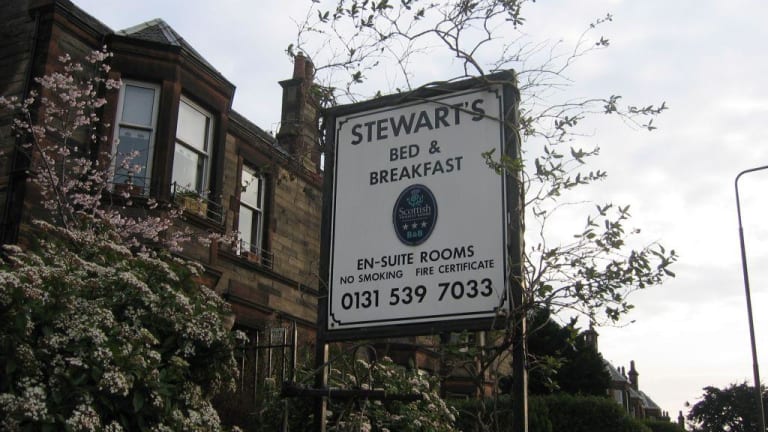 STEWART'S
BED &
BREAKFAST
Scottish
★★★
B&B
EN-SUITE ROOMS
NO SMOKING FIRE CERTIFICATE
0131 539 7033